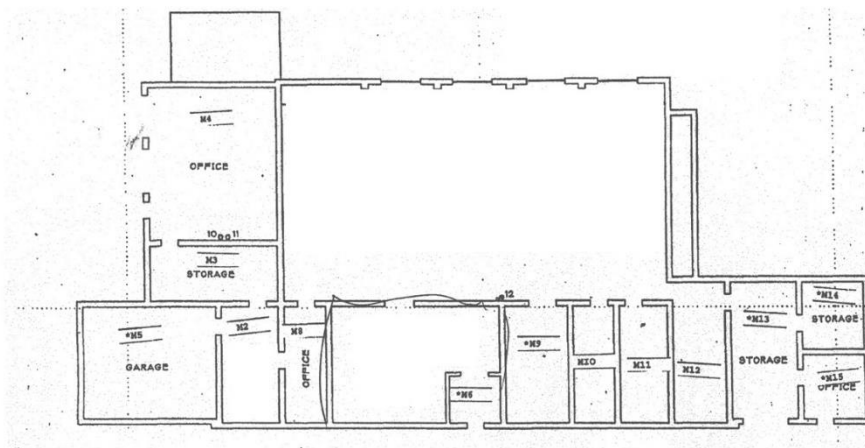 M4
OFFICE
10 11
M3
STORAGE
12
*M14
M2
*M13
*M5
M8
STORAGE
*M9
GARAGE
OFFICE
M10
M11
M12
STORAGE
*M15
OFFICE
*M6